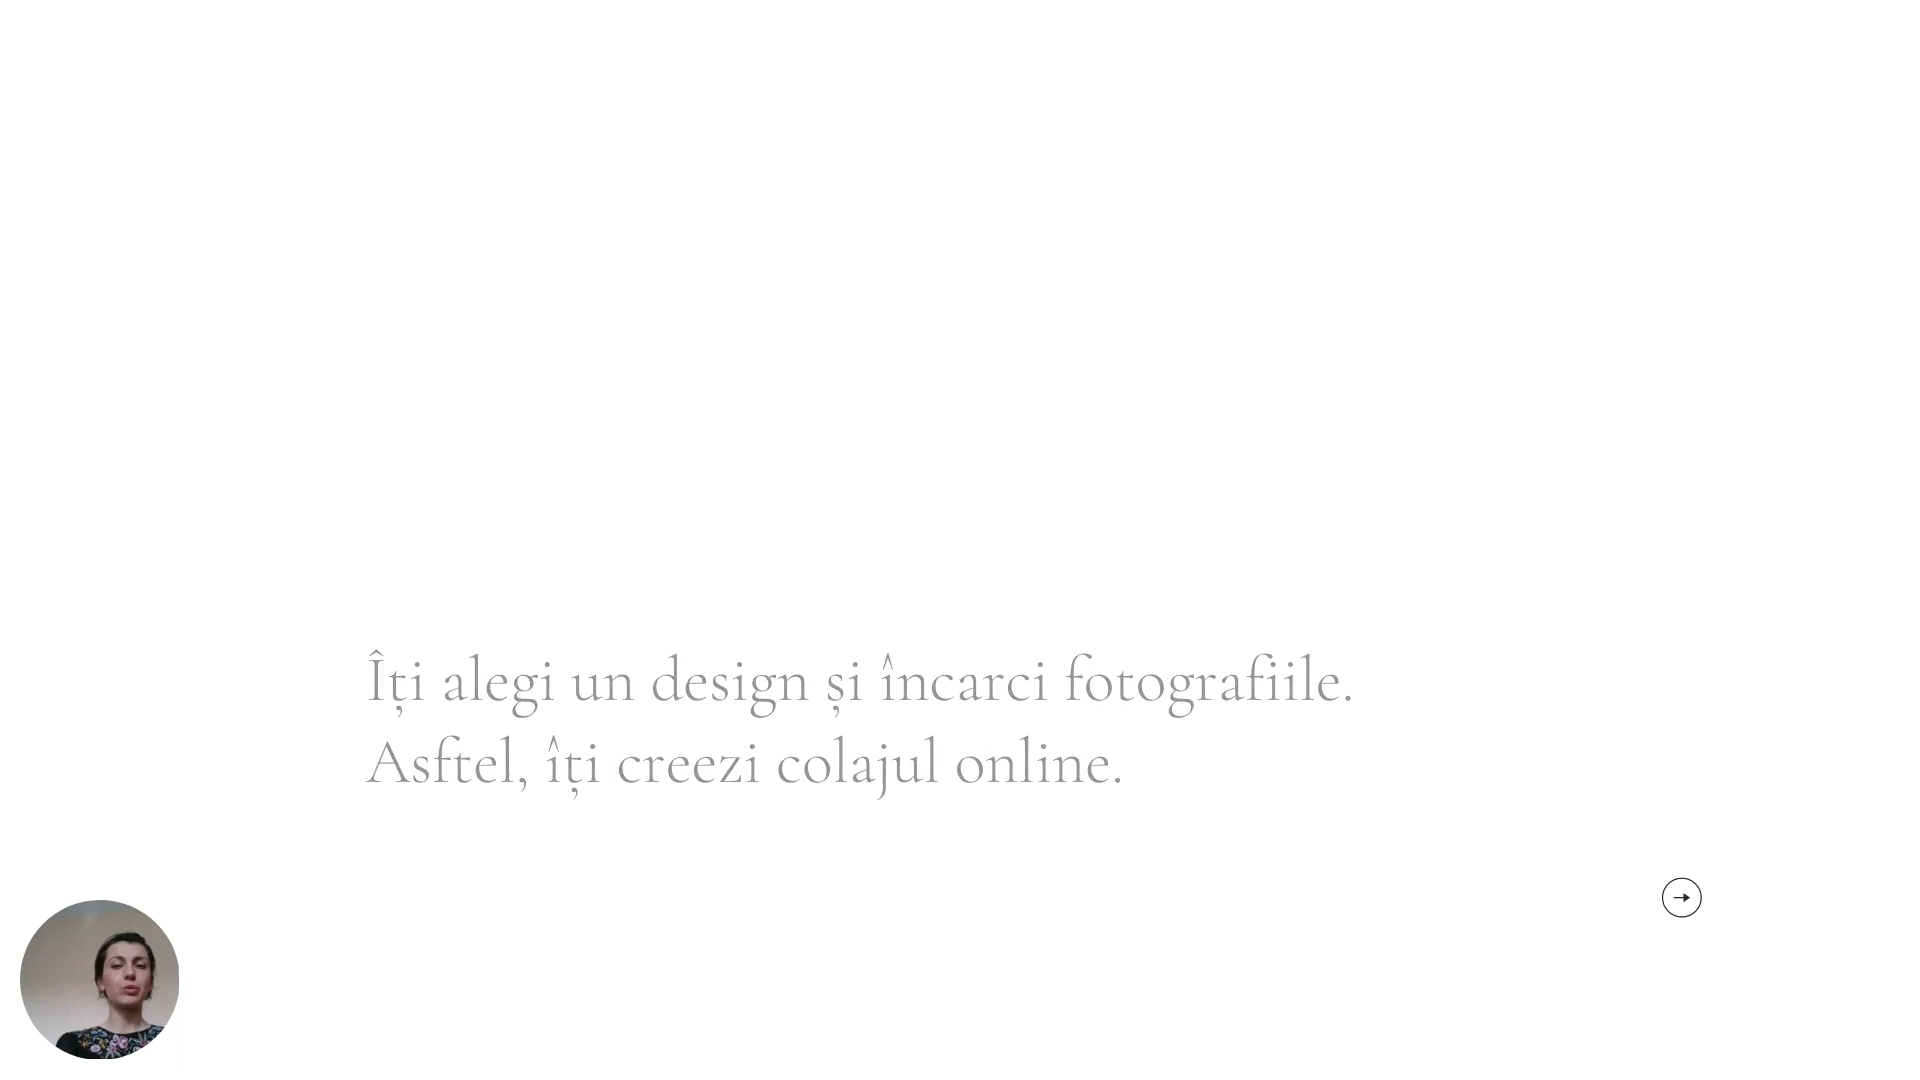 Îți alegi un design și încarci fotografiile.
Asftel, îți creezi colajul online.